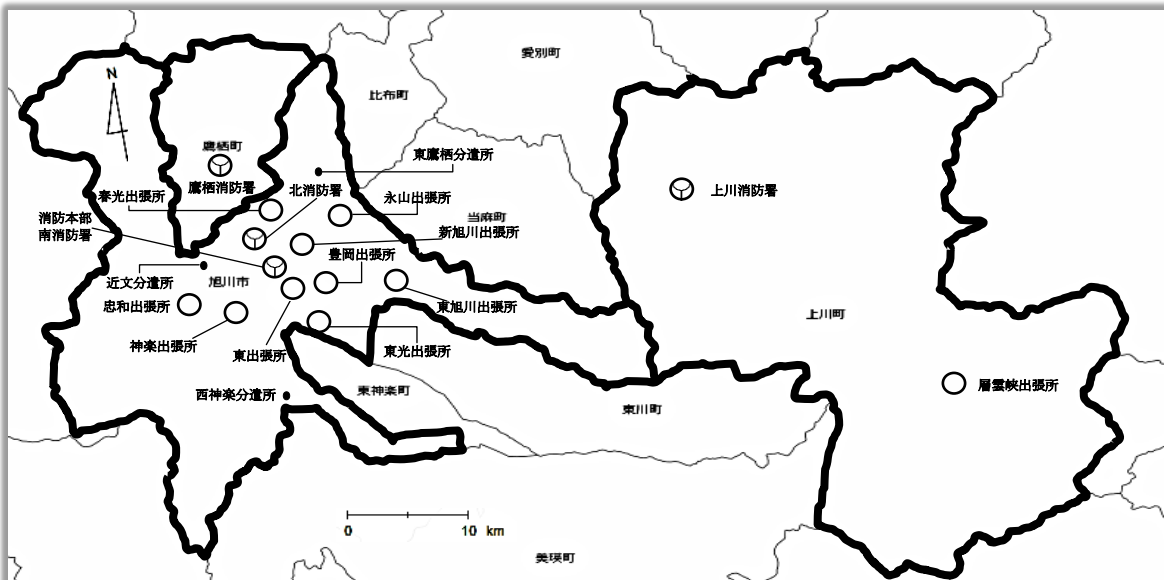 愛別町
N
比布町
鷹栖町
東鷹栖分遣所
鷹栖消防署
北消防署
上川消防署
春光出張所
永山出張所
消防本部
南消防署
当麻町
新旭川出張所
豊岡出張所
近文分遣所
旭川市
忠和出張所
東旭川出張所
上川町
神楽出張所
東出張所
東光出張所
層雲峡出張所
西神楽分遣所
東神楽町
東川町
0 10 km
美瑛町